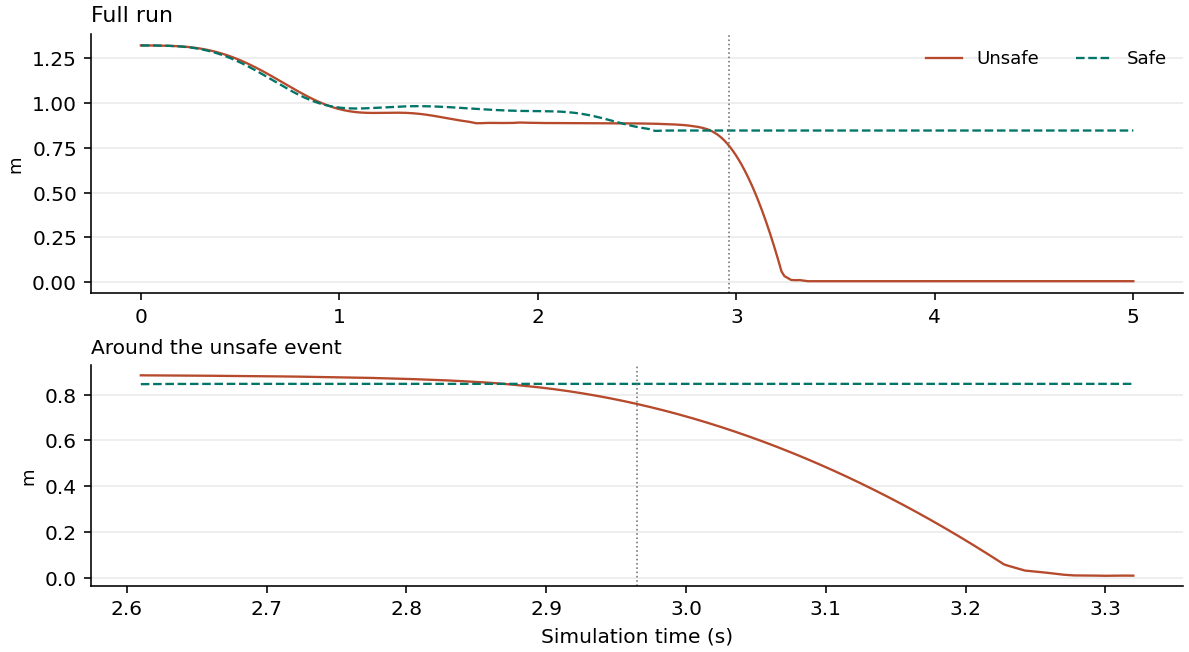 Full run
1.25
1.00
0.75
0.50
0.25
0.00
m
Unsafe
Safe
0 1 2 3 4 5
Around the unsafe event
0.8
0.6
0.4
0.2
0.0
m
2.6 2.7 2.8 2.9 3.0 3.1 3.2 3.3
Simulation time (s)